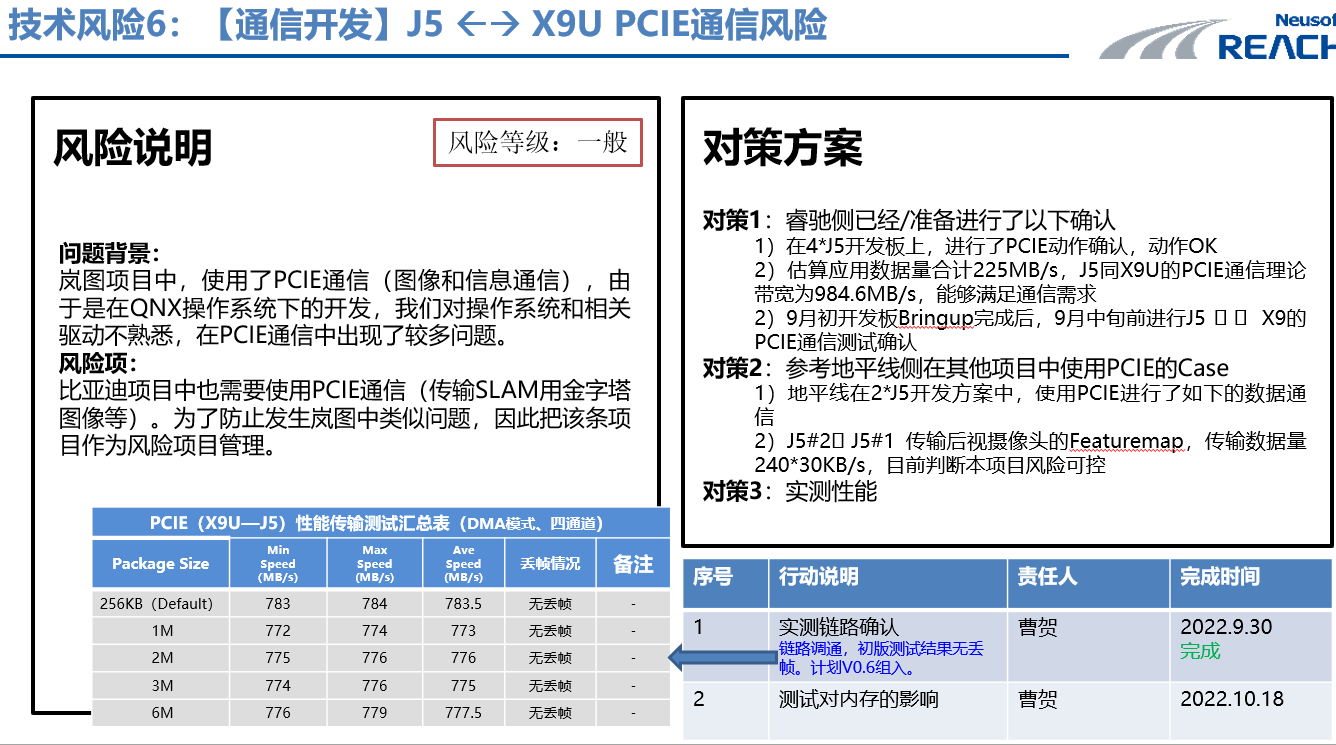 技术风险6：【通信开发】J5 ←→ X9U PCIE通信风险
Neusof
REACH
风险说明
风险等级：一般
问题背景：
岚图项目中，使用了PCIE通信（图像和信息通信），由
于是在QNX操作系统下的开发，我们对操作系统和相关
驱动不熟悉，在PCIE通信中出现了较多问题。
风险项：
比亚迪项目中也需要使用PCIE通信（传输SLAM用金字塔
图像等）。为了防止发生岚图中类似问题，因此把该条项
目作为风险项目管理。
PCIE（X9U—J5）性能传输测试汇总表（DMA模式、四通道）
Package Size Min Speed (MB/s) Max Speed (MB/s) Ave Speed (MB/s) 丢帧情况 备注
256KB（Default） 783 784 783.5 无丢帧 -
1M 772 774 773 无丢帧 -
2M 775 776 776 无丢帧 -
3M 774 776 775 无丢帧 -
6M 776 779 777.5 无丢帧 -
对策方案
对策1：睿驰侧已经/准备进行了以下确认
1）在4*J5开发板上，进行了PCIE动作确认，动作OK
2）估算应用数据量合计225MB/s，J5同X9U的PCIE通信理论
带宽为984.6MB/s，能够满足通信需求
2）9月初开发板Bringup完成后，9月中旬前进行J5 X9的
PCIE通信测试确认
对策2：参考地平线侧在其他项目中使用PCIE的Case
1）地平线在2*J5开发方案中，使用PCIE进行了如下的数据通
信
2）J5#2 J5#1 传输后视摄像头的Featuremap，传输数据量
240*30KB/s，目前判断本项目风险可控
对策3：实测性能
序号 行动说明 责任人 完成时间
1 实测链路确认 曹贺 2022.9.30
链路调通，初版测试结果无丢 完成
帧。计划V0.6组入。
2 测试对内存的影响 曹贺 2022.10.18